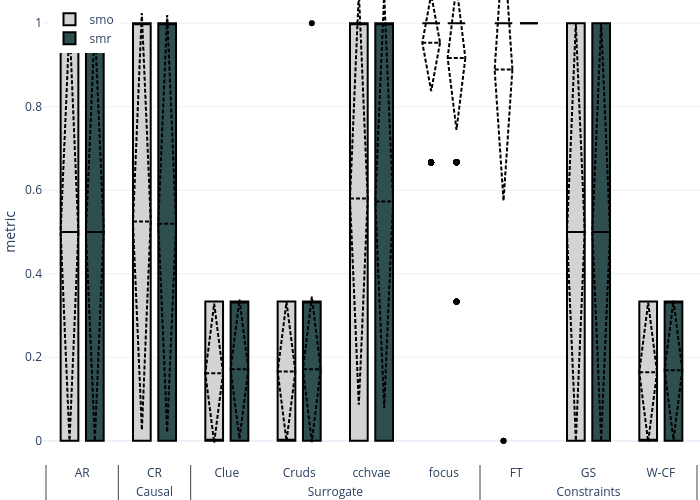 1
smo
smr
0.8
0.6
metric
0.4
0.2
0
AR CR Clue Cruds cchvae focus FT GS W-CF
Causal Surrogate Constraints